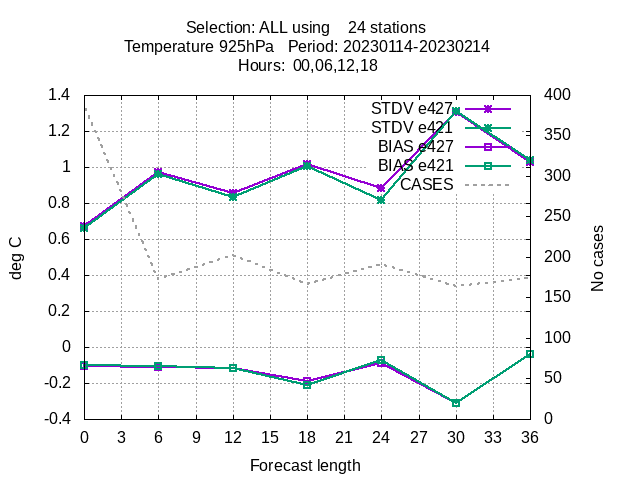 Selection: ALL using    24 stations
Temperature 925hPa   Period: 20230114-20230214
Hours:  00,06,12,18
1.4
1.2
1
0.8
0.6
0.4
0.2
0
-0.2
-0.4
deg C
STDV e427
STDV e421
BIAS e427
BIAS e421
CASES
400
350
300
250
200
150
100
50
0
No cases
0 3 6 9 12 15 18 21 24 27 30 33 36
Forecast length